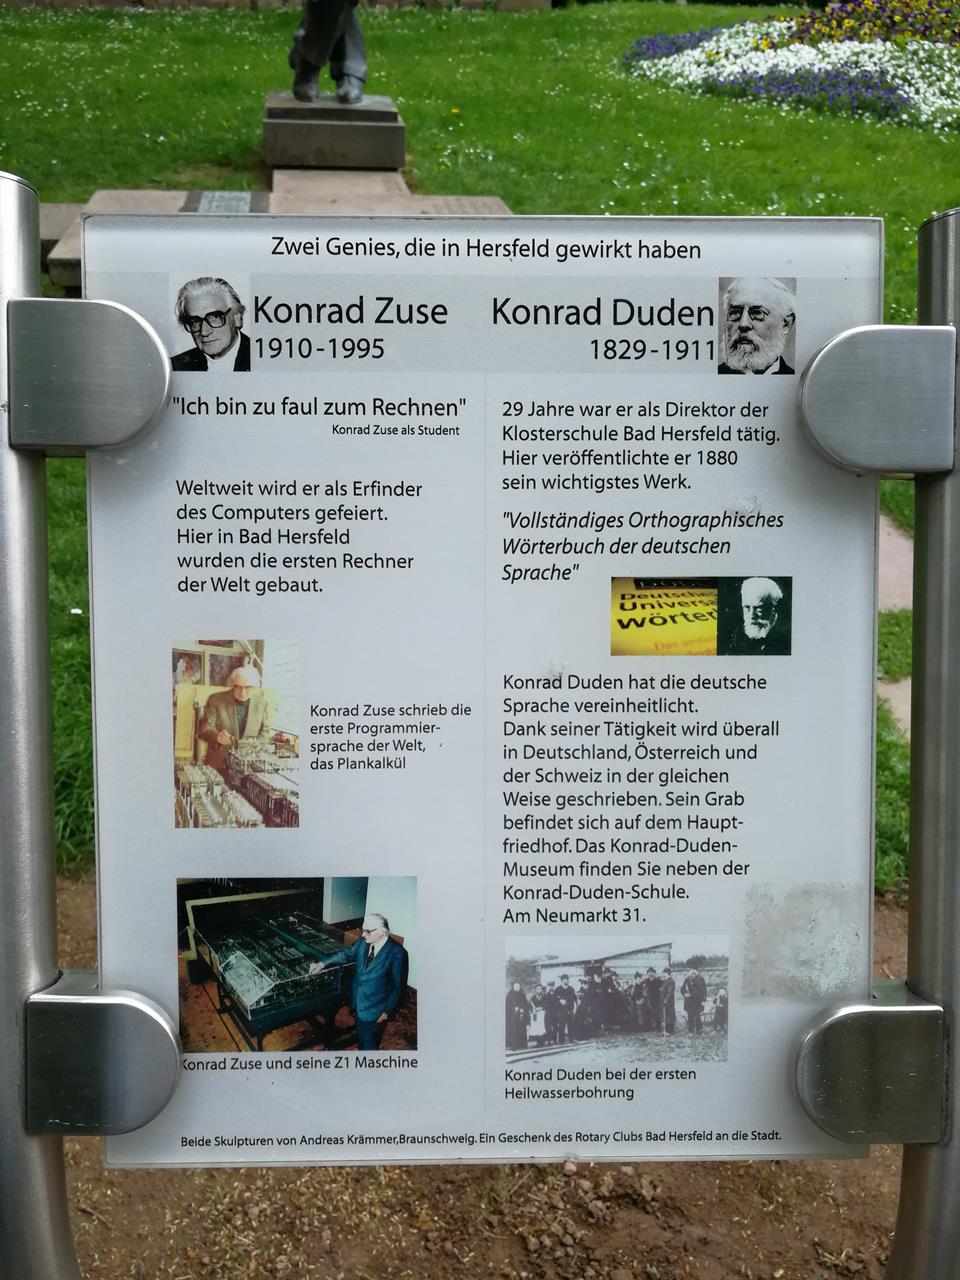 Zwei Genies, die in Hersfeld gewirkt haben
Konrad Zuse
1910-1995
"Ich bin zu faul zum Rechnen"
Konrad Zuse als Student
Weltweit wird er als Erfinder
des Computers gefeiert.
Hier in Bad Hersfeld
wurden die ersten Rechner
der Welt gebaut.
Konrad Zuse schrieb die
erste Programmier-
sprache der Welt,
das Plankalkül
Konrad Zuse und seine Z1 Maschine
Konrad Duden
1829-1911
29 Jahre war er als Direktor der
Klosterschule Bad Hersfeld tätig.
Hier veröffentlichte er 1880
sein wichtigstes Werk.
"Vollständiges Orthographisches
Wörterbuch der deutschen
Sprache"
DUDEN
Deutsches
Univers
wörter
Das um
Konrad Duden hat die deutsche
Sprache vereinheitlicht.
Dank seiner Tätigkeit wird überall
in Deutschland, Österreich und
der Schweiz in der gleichen
Weise geschrieben. Sein Grab
befindet sich auf dem Haupt-
friedhof. Das Konrad-Duden-
Museum finden Sie neben der
Konrad-Duden-Schule.
Am Neumarkt 31.
Konrad Duden bei der ersten
Heilwasserbohrung
Beide Skulpturen von Andreas Krämmer, Braunschweig. Ein Geschenk des Rotary Clubs Bad Hersfeld an die Stadt.